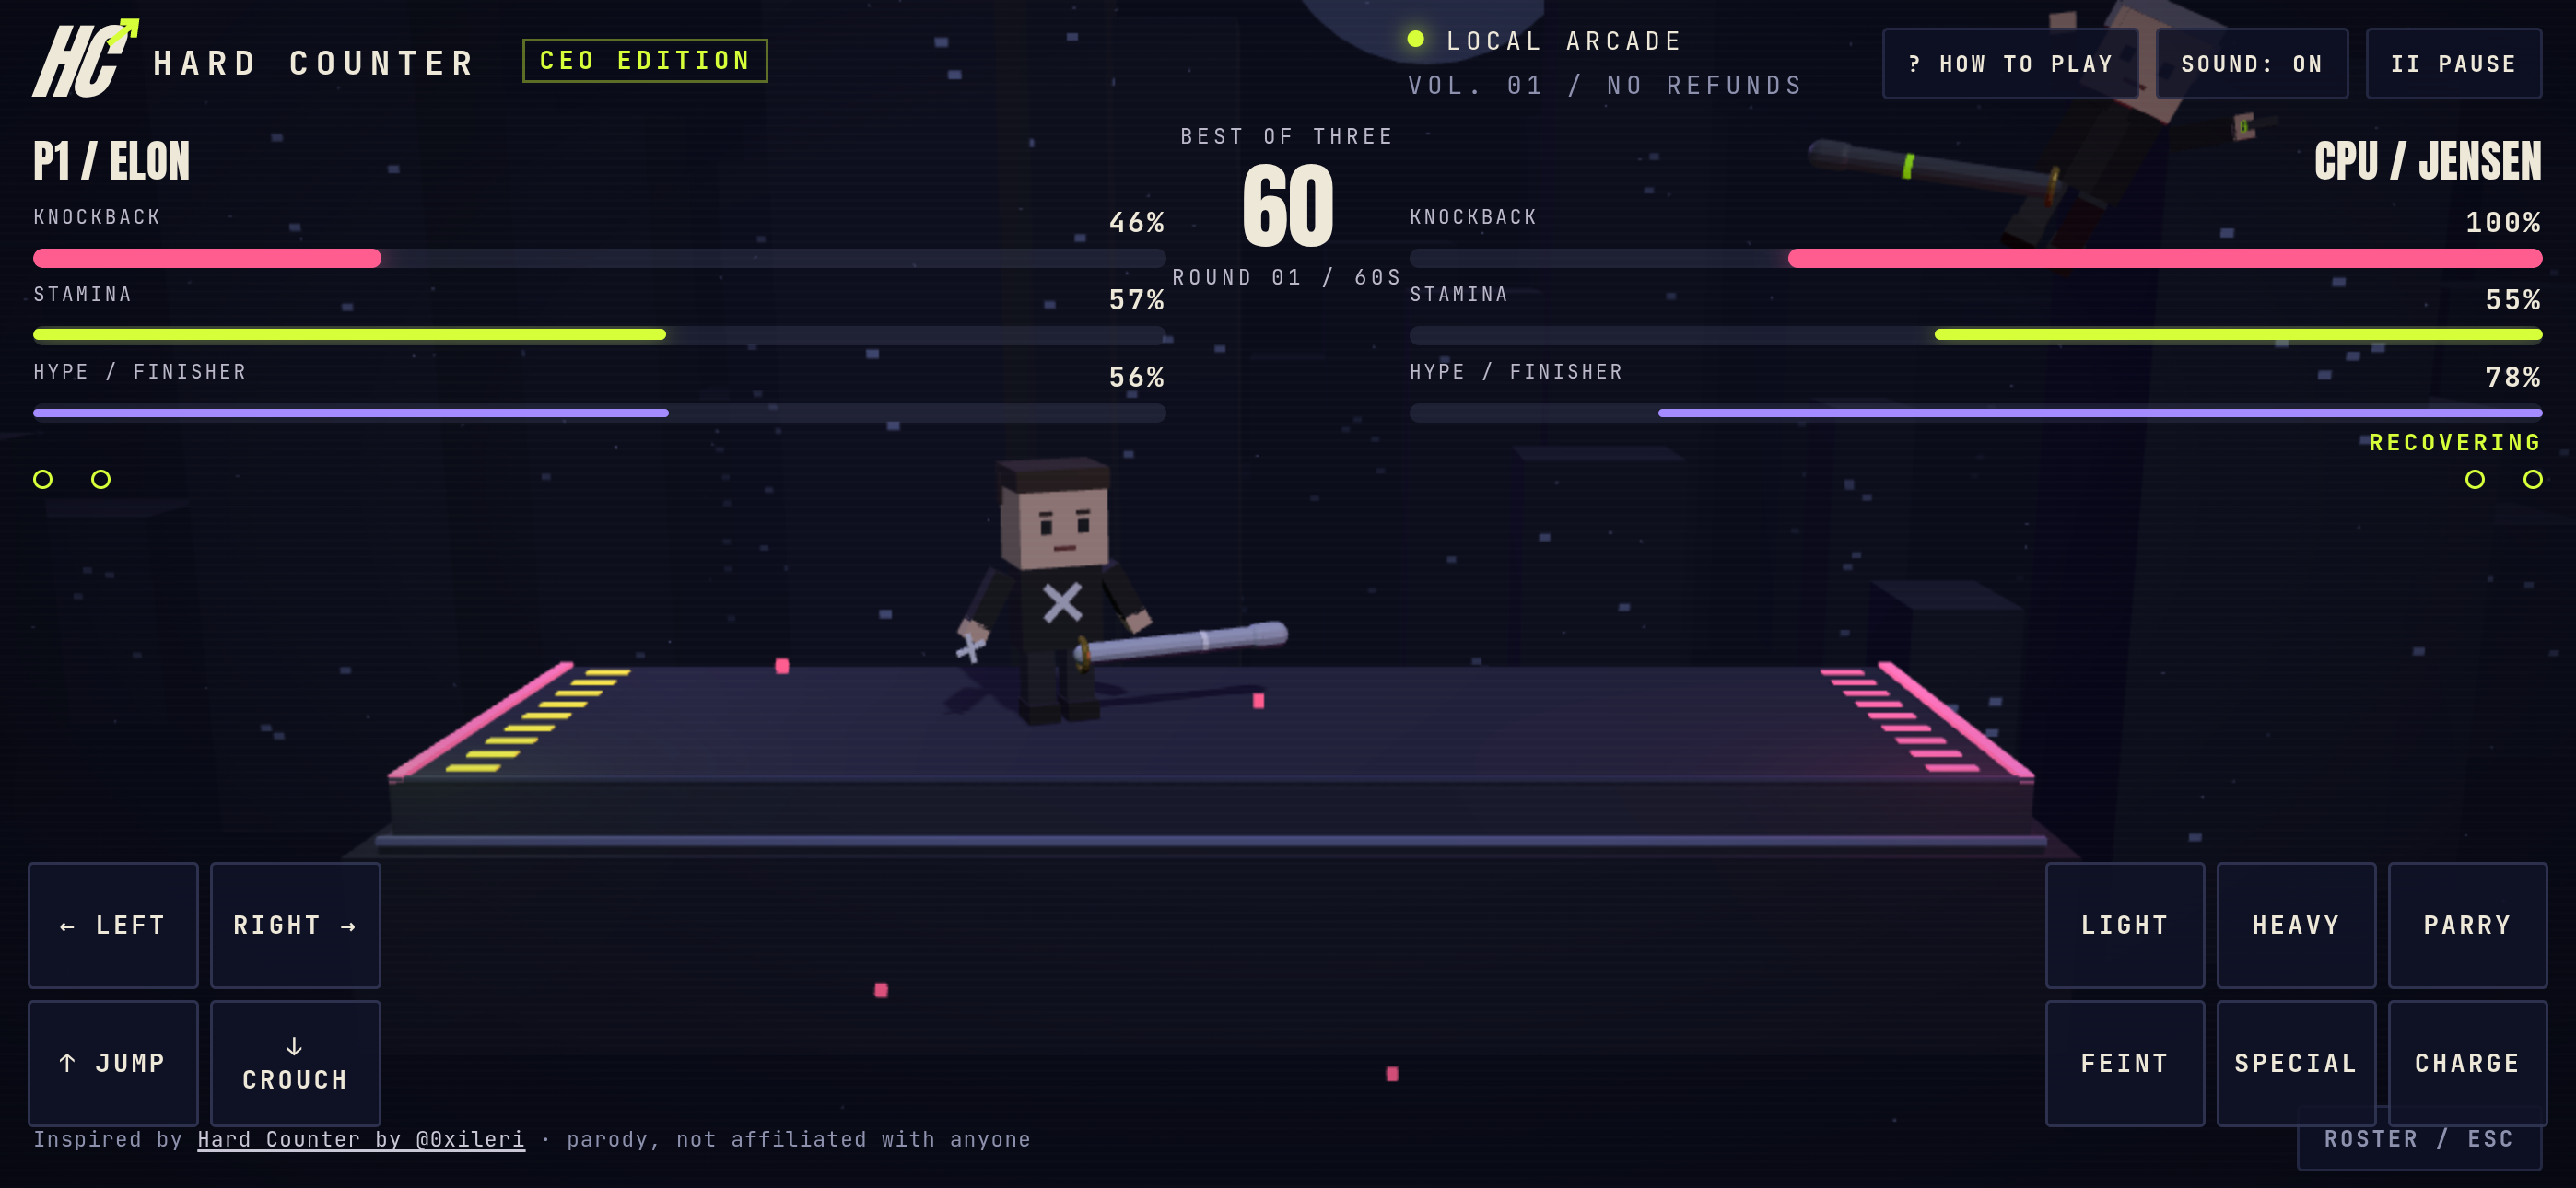 HC HARD COUNTER CEO EDITION
LOCAL ARCADE
VOL. 01 / NO REFUNDS
? HOW TO PLAY
SOUND: ON
II PAUSE
P1 / ELON
KNOCKBACK 46%
STAMINA 57%
HYPE / FINISHER 56%
BEST OF THREE
60
ROUND 01 / 60S
CPU / JENSEN
KNOCKBACK 100%
STAMINA 55%
HYPE / FINISHER 78%
RECOVERING
← LEFT
RIGHT →
↑ JUMP
↓
CROUCH
LIGHT
HEAVY
PARRY
FEINT
SPECIAL
CHARGE
Inspired by Hard Counter by @0xileri · parody, not affiliated with anyone
ROSTER / ESC